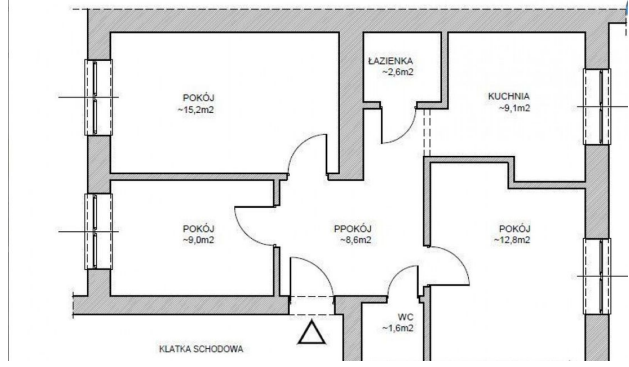 ŁAZIENKA
~2,6m2
POKÓJ
~15,2m2
KUCHNIA
~9,1m2
POKÓJ
~9,0m2
PPOKÓJ
~8,6m2
POKÓJ
~12,8m2
WC
~1,6m2
KLATKA SCHODOWA